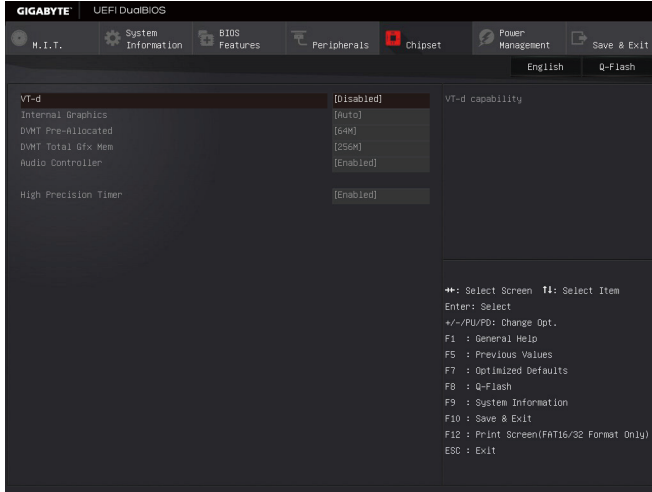 GIGABYTE™ UEFI DualBIOS
M.I.T. System Information BIOS Features Peripherals Chipset Power Management Save & Exit
English Q-Flash
VT-d [Disabled] VT-d capability
Internal Graphics [Auto]
DVMT Pre-Allocated [64M]
DVMT Total Gfx Mem [256M]
Audio Controller [Enabled]
High Precision Timer [Enabled]
→←: Select Screen ↑↓: Select Item
Enter: Select
+/-/PU/PD: Change Opt.
F1 : General Help
F5 : Previous Values
F7 : Optimized Defaults
F8 : Q-Flash
F9 : System Information
F10 : Save & Exit
F12 : Print Screen(FAT16/32 Format Only)
ESC : Exit